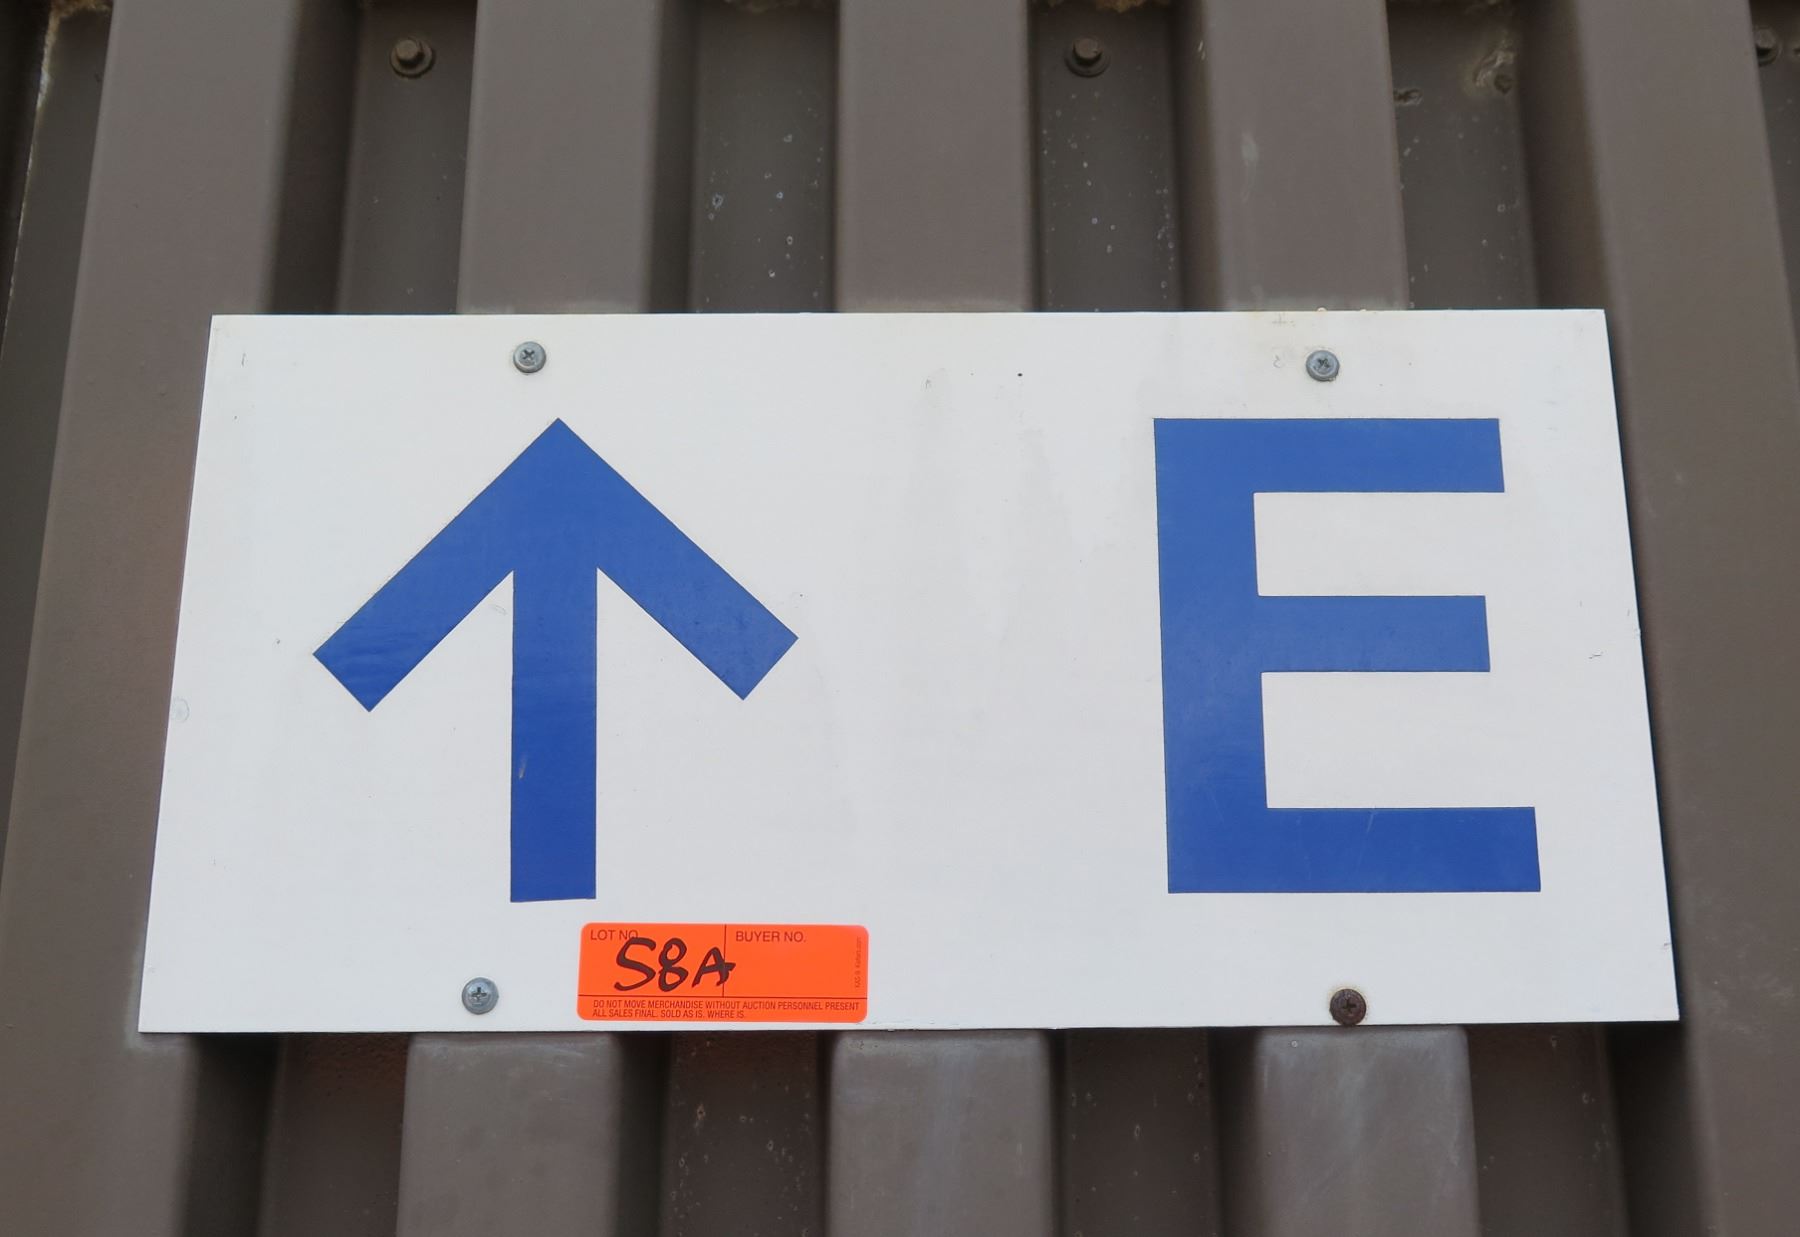 ↑ E
LOT NO. 58A BUYER NO.
DO NOT MOVE MERCHANDISE WITHOUT AUCTION PERSONNEL PRESENT
ALL SALES FINAL. SOLD AS IS. WHERE IS.